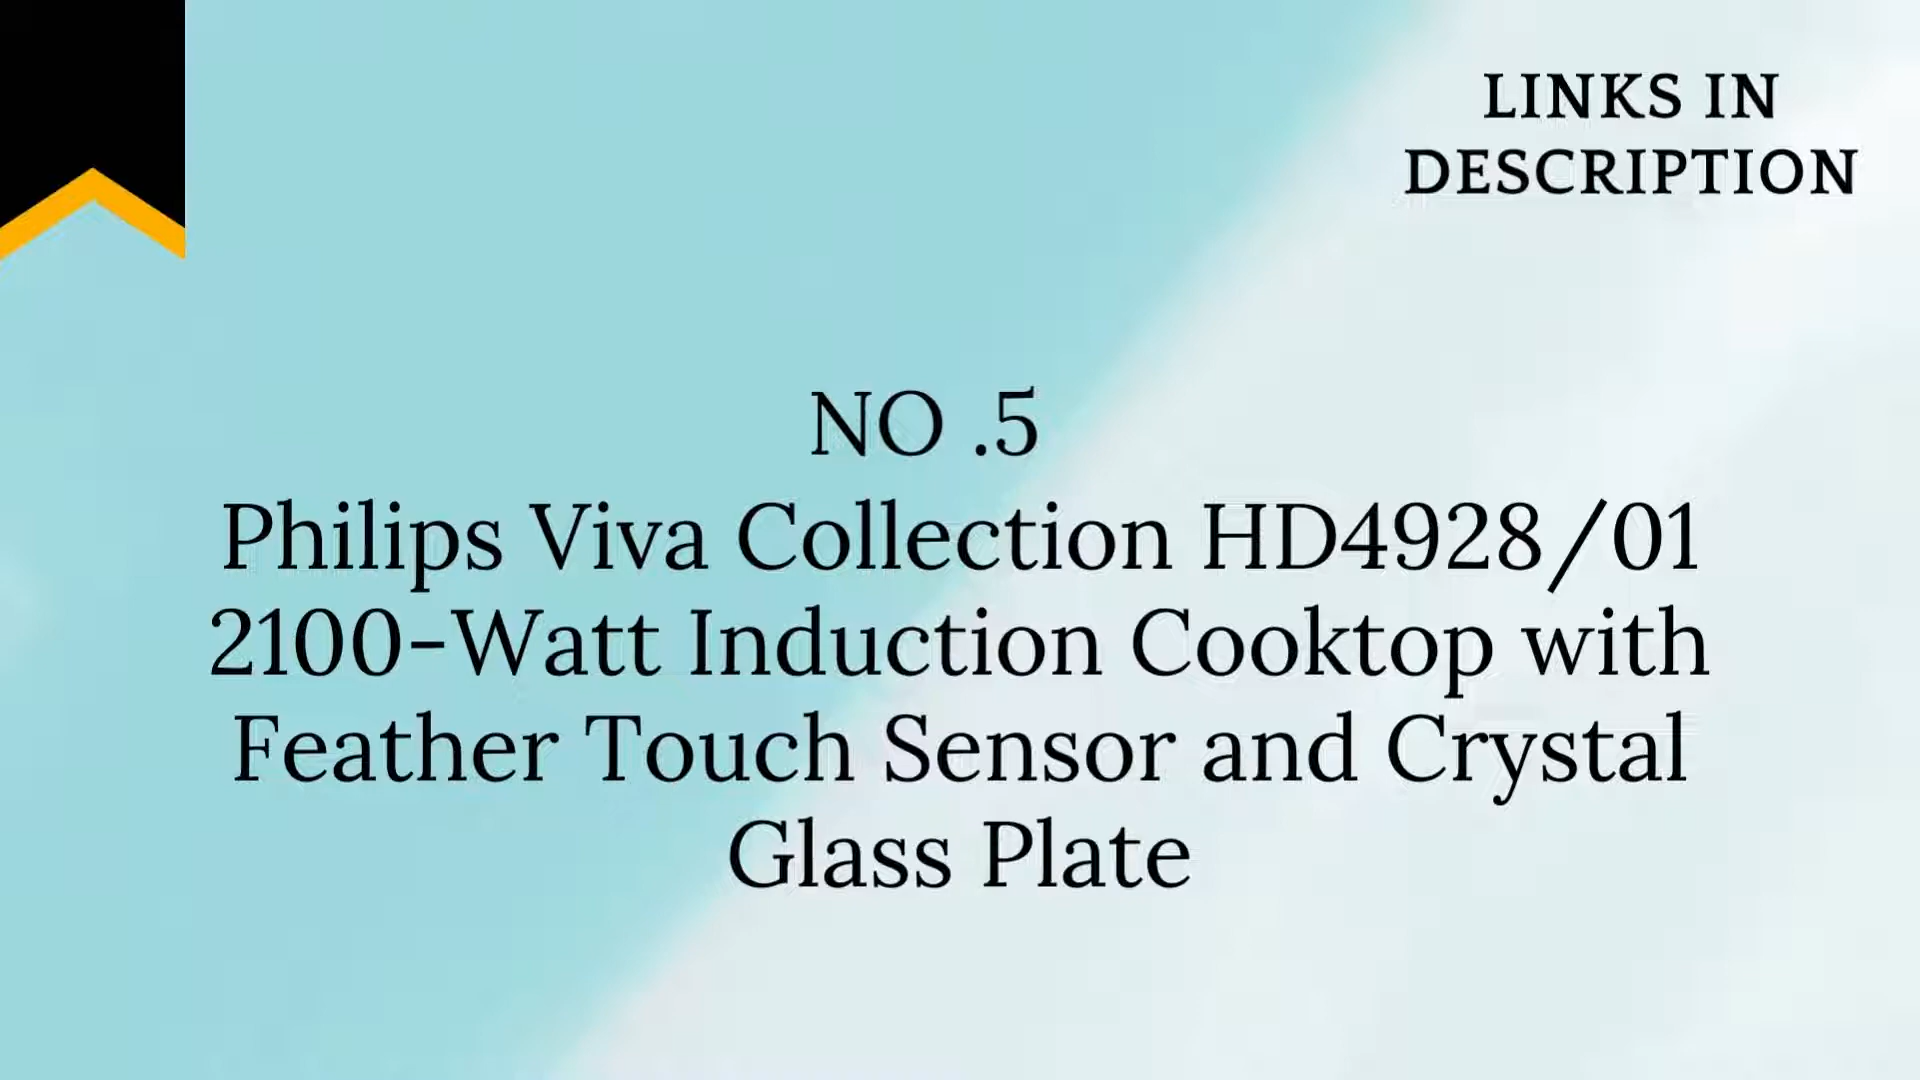 LINKS IN
DESCRIPTION
NO .5
Philips Viva Collection HD4928/01
2100-Watt Induction Cooktop with
Feather Touch Sensor and Crystal
Glass Plate